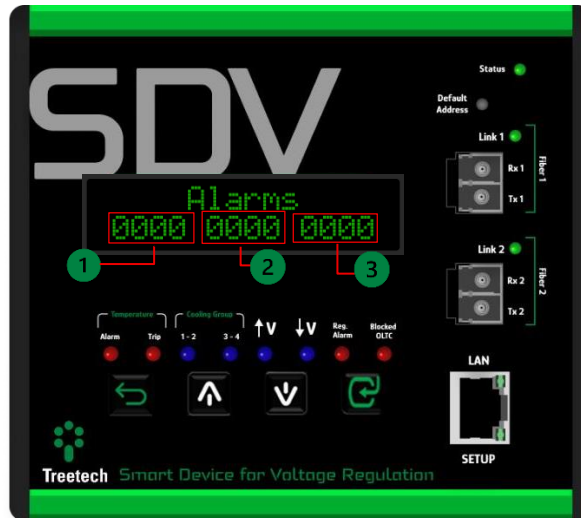 SDV
Status
Default
Address
Link 1
Rx 1
Tx 1
Fiber 1
Alarms
0000 0000 0000
1 2 3
Link 2
Rx 2
Tx 2
Fiber 2
Temperature
Cooling Group
Alarm Trip 1 - 2 3 - 4 V V Reg. Alarm Blocked OLTC
LAN
SETUP
Treetech Smart Device for Voltage Regulation